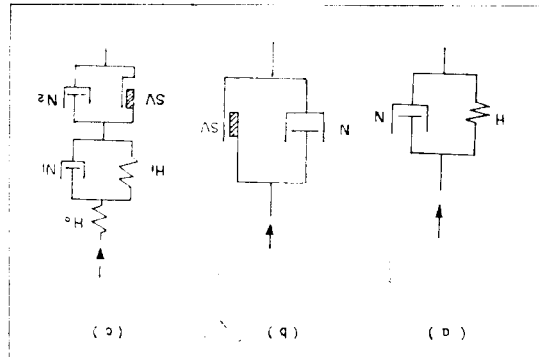 H₀
H₁ N₁
H N
N SV
SV N₂
(a) (b) (c)